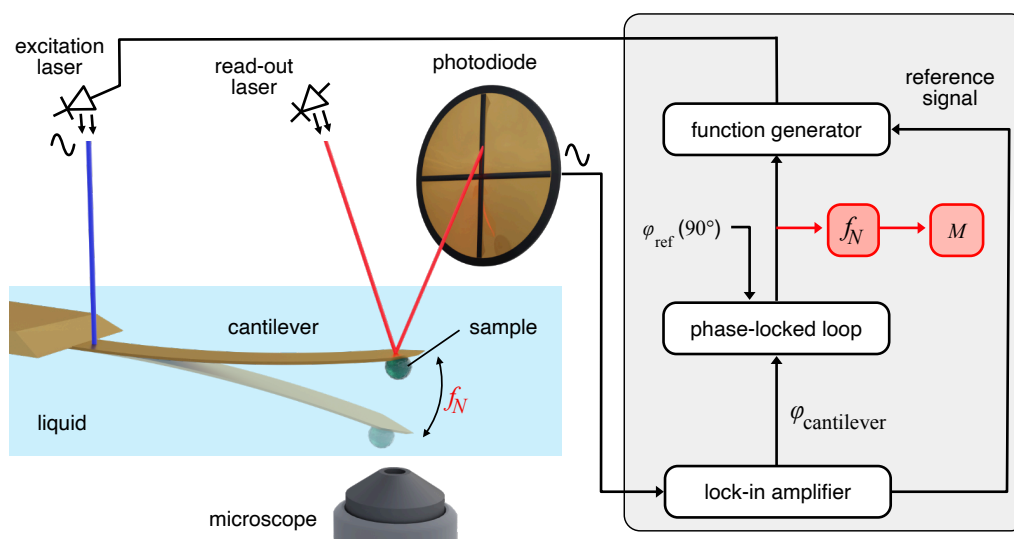 excitation
laser
read-out
laser
photodiode
reference
signal
function generator
φref (90°)
fN
M
phase-locked loop
cantilever
sample
fN
liquid
φcantilever
lock-in amplifier
microscope